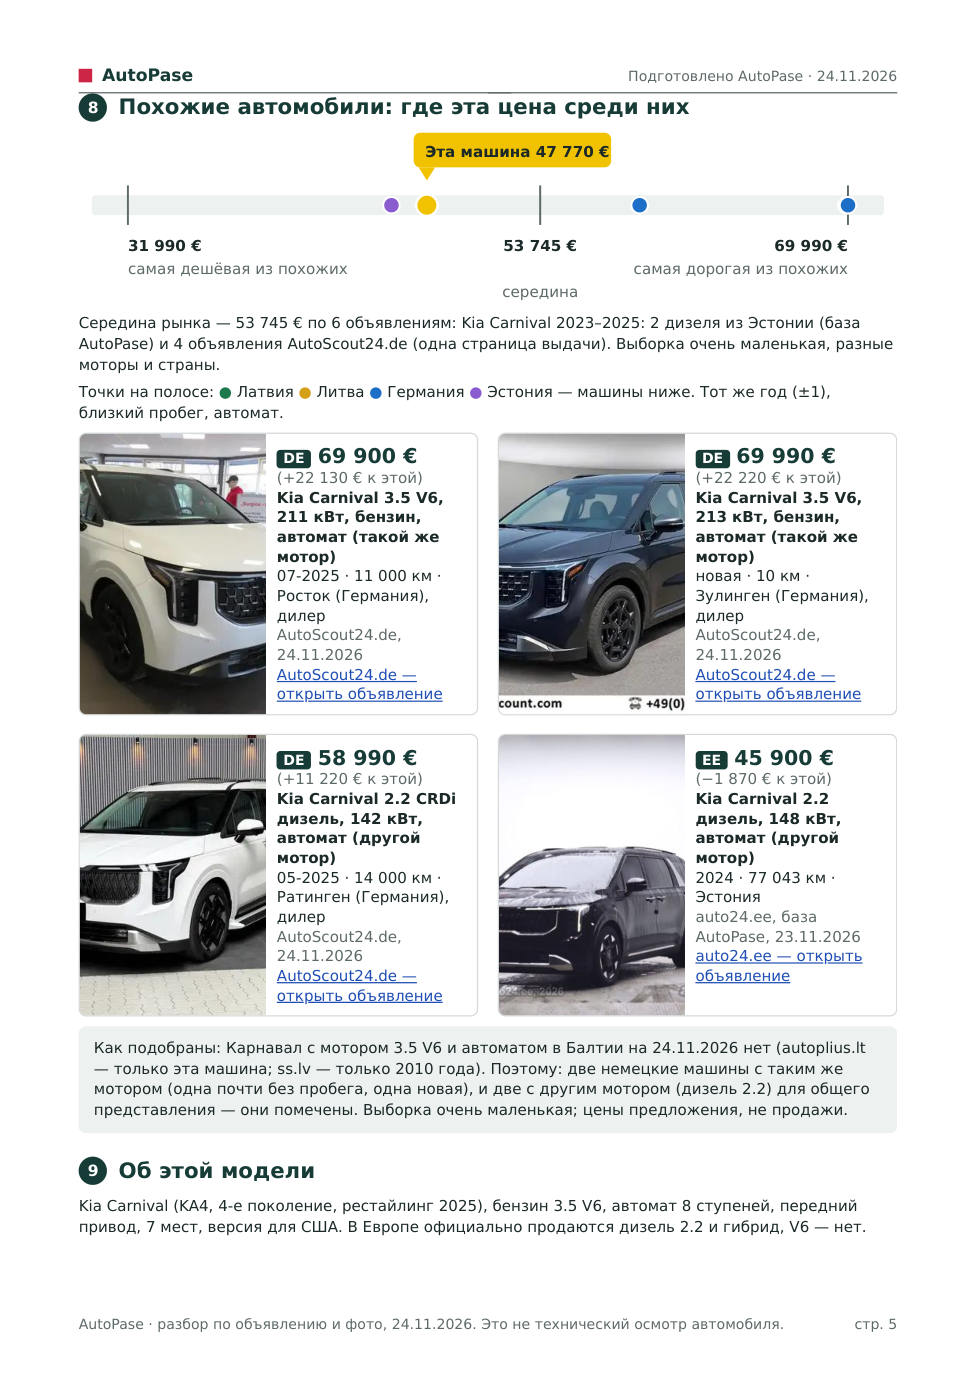 AutoPase
Подготовлено AutoPase · 24.11.2026
8 Похожие автомобили: где эта цена среди них
Эта машина 47 770 €
31 990 €
самая дешёвая из похожих
53 745 €
середина
69 990 €
самая дорогая из похожих
Середина рынка — 53 745 € по 6 объявлениям: Kia Carnival 2023–2025: 2 дизеля из Эстонии (база
AutoPase) и 4 объявления AutoScout24.de (одна страница выдачи). Выборка очень маленькая, разные
моторы и страны.
Точки на полосе: Латвия Литва Германия Эстония — машины ниже. Тот же год (±1),
близкий пробег, автомат.
DE 69 900 €
(+22 130 € к этой)
Kia Carnival 3.5 V6,
211 кВт, бензин,
автомат (такой же
мотор)
07-2025 · 11 000 км ·
Росток (Германия),
дилер
AutoScout24.de,
24.11.2026
AutoScout24.de —
открыть объявление
count.com
+49(0)
DE 69 990 €
(+22 220 € к этой)
Kia Carnival 3.5 V6,
213 кВт, бензин,
автомат (такой же
мотор)
новая · 10 км ·
Зулинген (Германия),
дилер
AutoScout24.de,
24.11.2026
AutoScout24.de —
открыть объявление
DE 58 990 €
(+11 220 € к этой)
Kia Carnival 2.2 CRDi
дизель, 142 кВт,
автомат (другой
мотор)
05-2025 · 14 000 км ·
Ратинген (Германия),
дилер
AutoScout24.de,
24.11.2026
AutoScout24.de —
открыть объявление
EE 45 900 €
(−1 870 € к этой)
Kia Carnival 2.2
дизель, 148 кВт,
автомат (другой
мотор)
2024 · 77 043 км ·
Эстония
auto24.ee, база
AutoPase, 23.11.2026
auto24.ee — открыть
объявление
Как подобраны: Карнавал с мотором 3.5 V6 и автоматом в Балтии на 24.11.2026 нет (autoplius.lt
— только эта машина; ss.lv — только 2010 года). Поэтому: две немецкие машины с таким же
мотором (одна почти без пробега, одна новая), и две с другим мотором (дизель 2.2) для общего
представления — они помечены. Выборка очень маленькая; цены предложения, не продажи.
9 Об этой модели
Kia Carnival (KA4, 4-е поколение, рестайлинг 2025), бензин 3.5 V6, автомат 8 ступеней, передний
привод, 7 мест, версия для США. В Европе официально продаются дизель 2.2 и гибрид, V6 — нет.
AutoPase · разбор по объявлению и фото, 24.11.2026. Это не технический осмотр автомобиля.
стр. 5